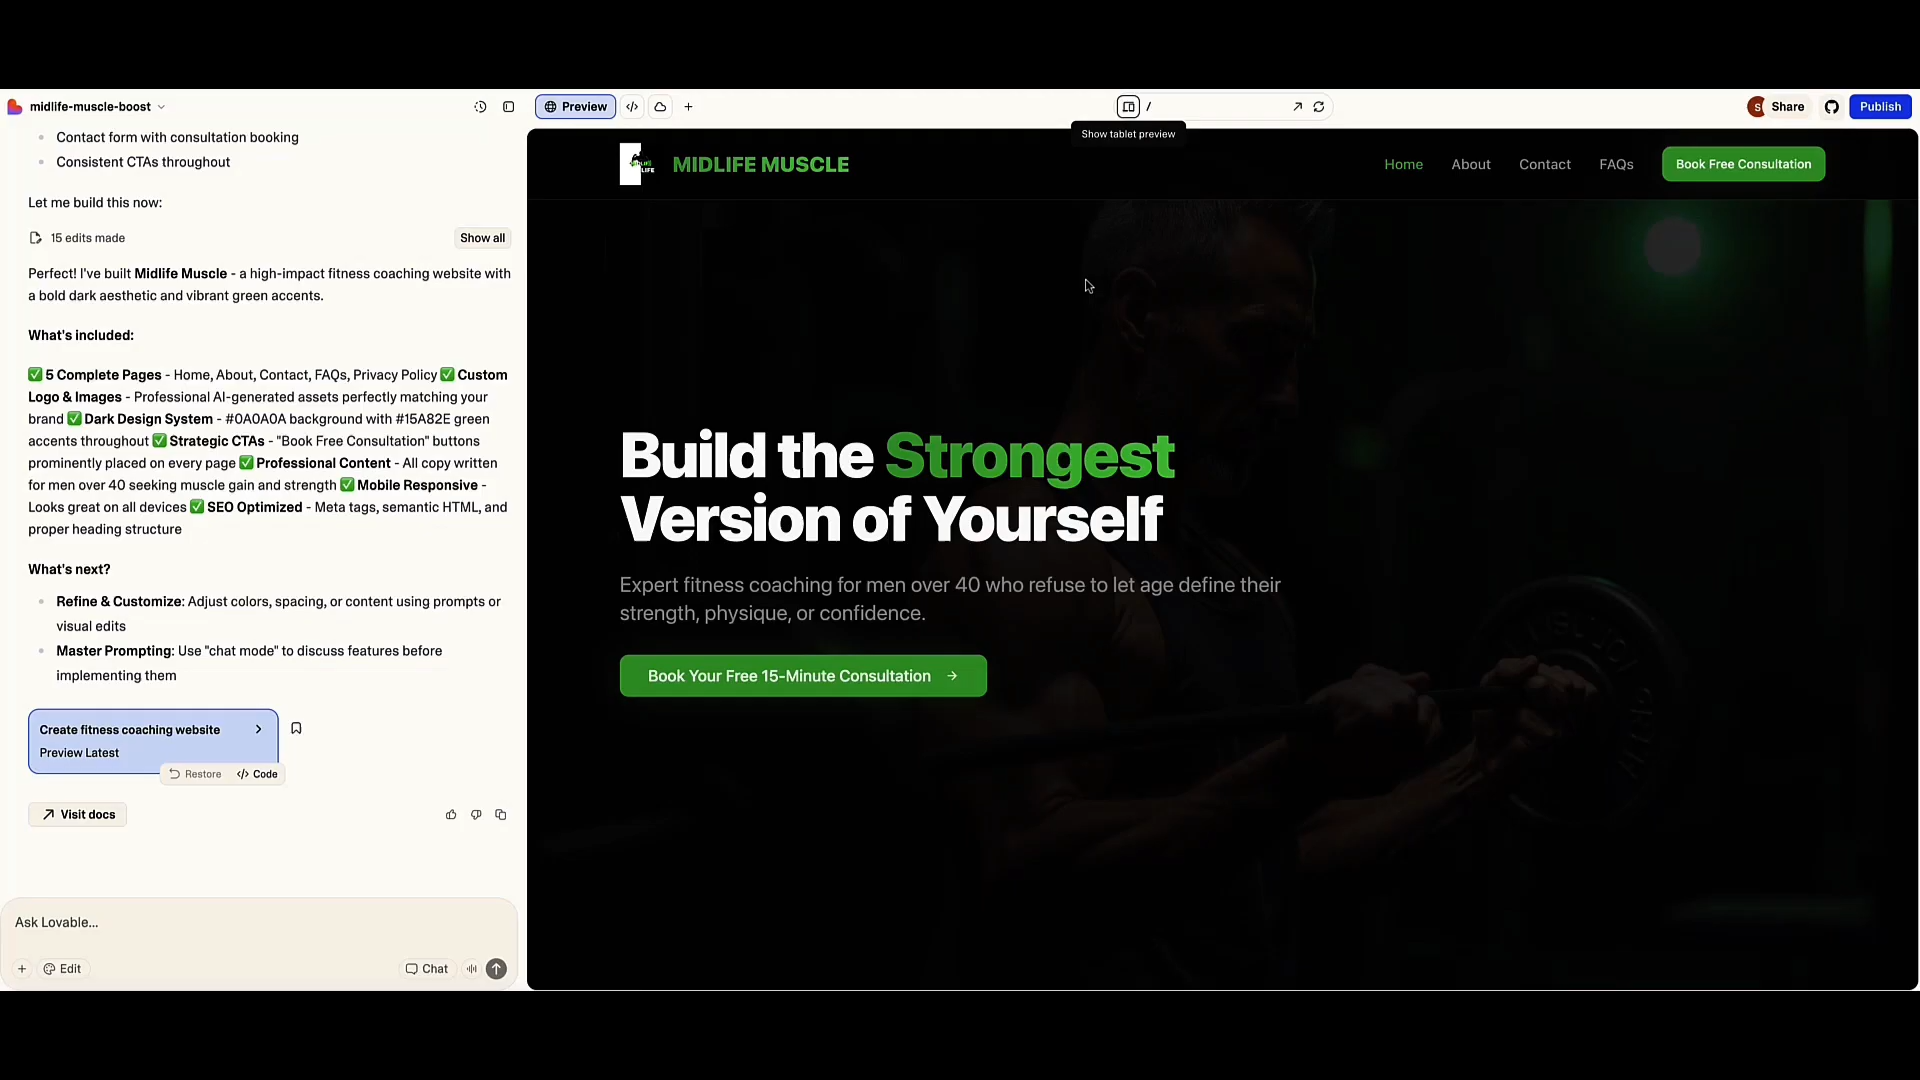 midlife-muscle-boost
Preview
/
Share
Publish
Show tablet preview
Contact form with consultation booking
Consistent CTAs throughout
Let me build this now:
15 edits made
Show all
Perfect! I've built Midlife Muscle - a high-impact fitness coaching website with
a bold dark aesthetic and vibrant green accents.
What's included:
✅ 5 Complete Pages - Home, About, Contact, FAQs, Privacy Policy ✅ Custom
Logo & Images - Professional AI-generated assets perfectly matching your
brand ✅ Dark Design System - #0A0A0A background with #15A82E green
accents throughout ✅ Strategic CTAs - "Book Free Consultation" buttons
prominently placed on every page ✅ Professional Content - All copy written
for men over 40 seeking muscle gain and strength ✅ Mobile Responsive -
Looks great on all devices ✅ SEO Optimized - Meta tags, semantic HTML, and
proper heading structure
What's next?
Refine & Customize: Adjust colors, spacing, or content using prompts or
visual edits
Master Prompting: Use "chat mode" to discuss features before
implementing them
Create fitness coaching website
Preview Latest
Restore
Code
Visit docs
Ask Lovable...
Edit
Chat
MIDLIFE MUSCLE
Home
About
Contact
FAQs
Book Free Consultation
Build the Strongest
Version of Yourself
Expert fitness coaching for men over 40 who refuse to let age define their
strength, physique, or confidence.
Book Your Free 15-Minute Consultation